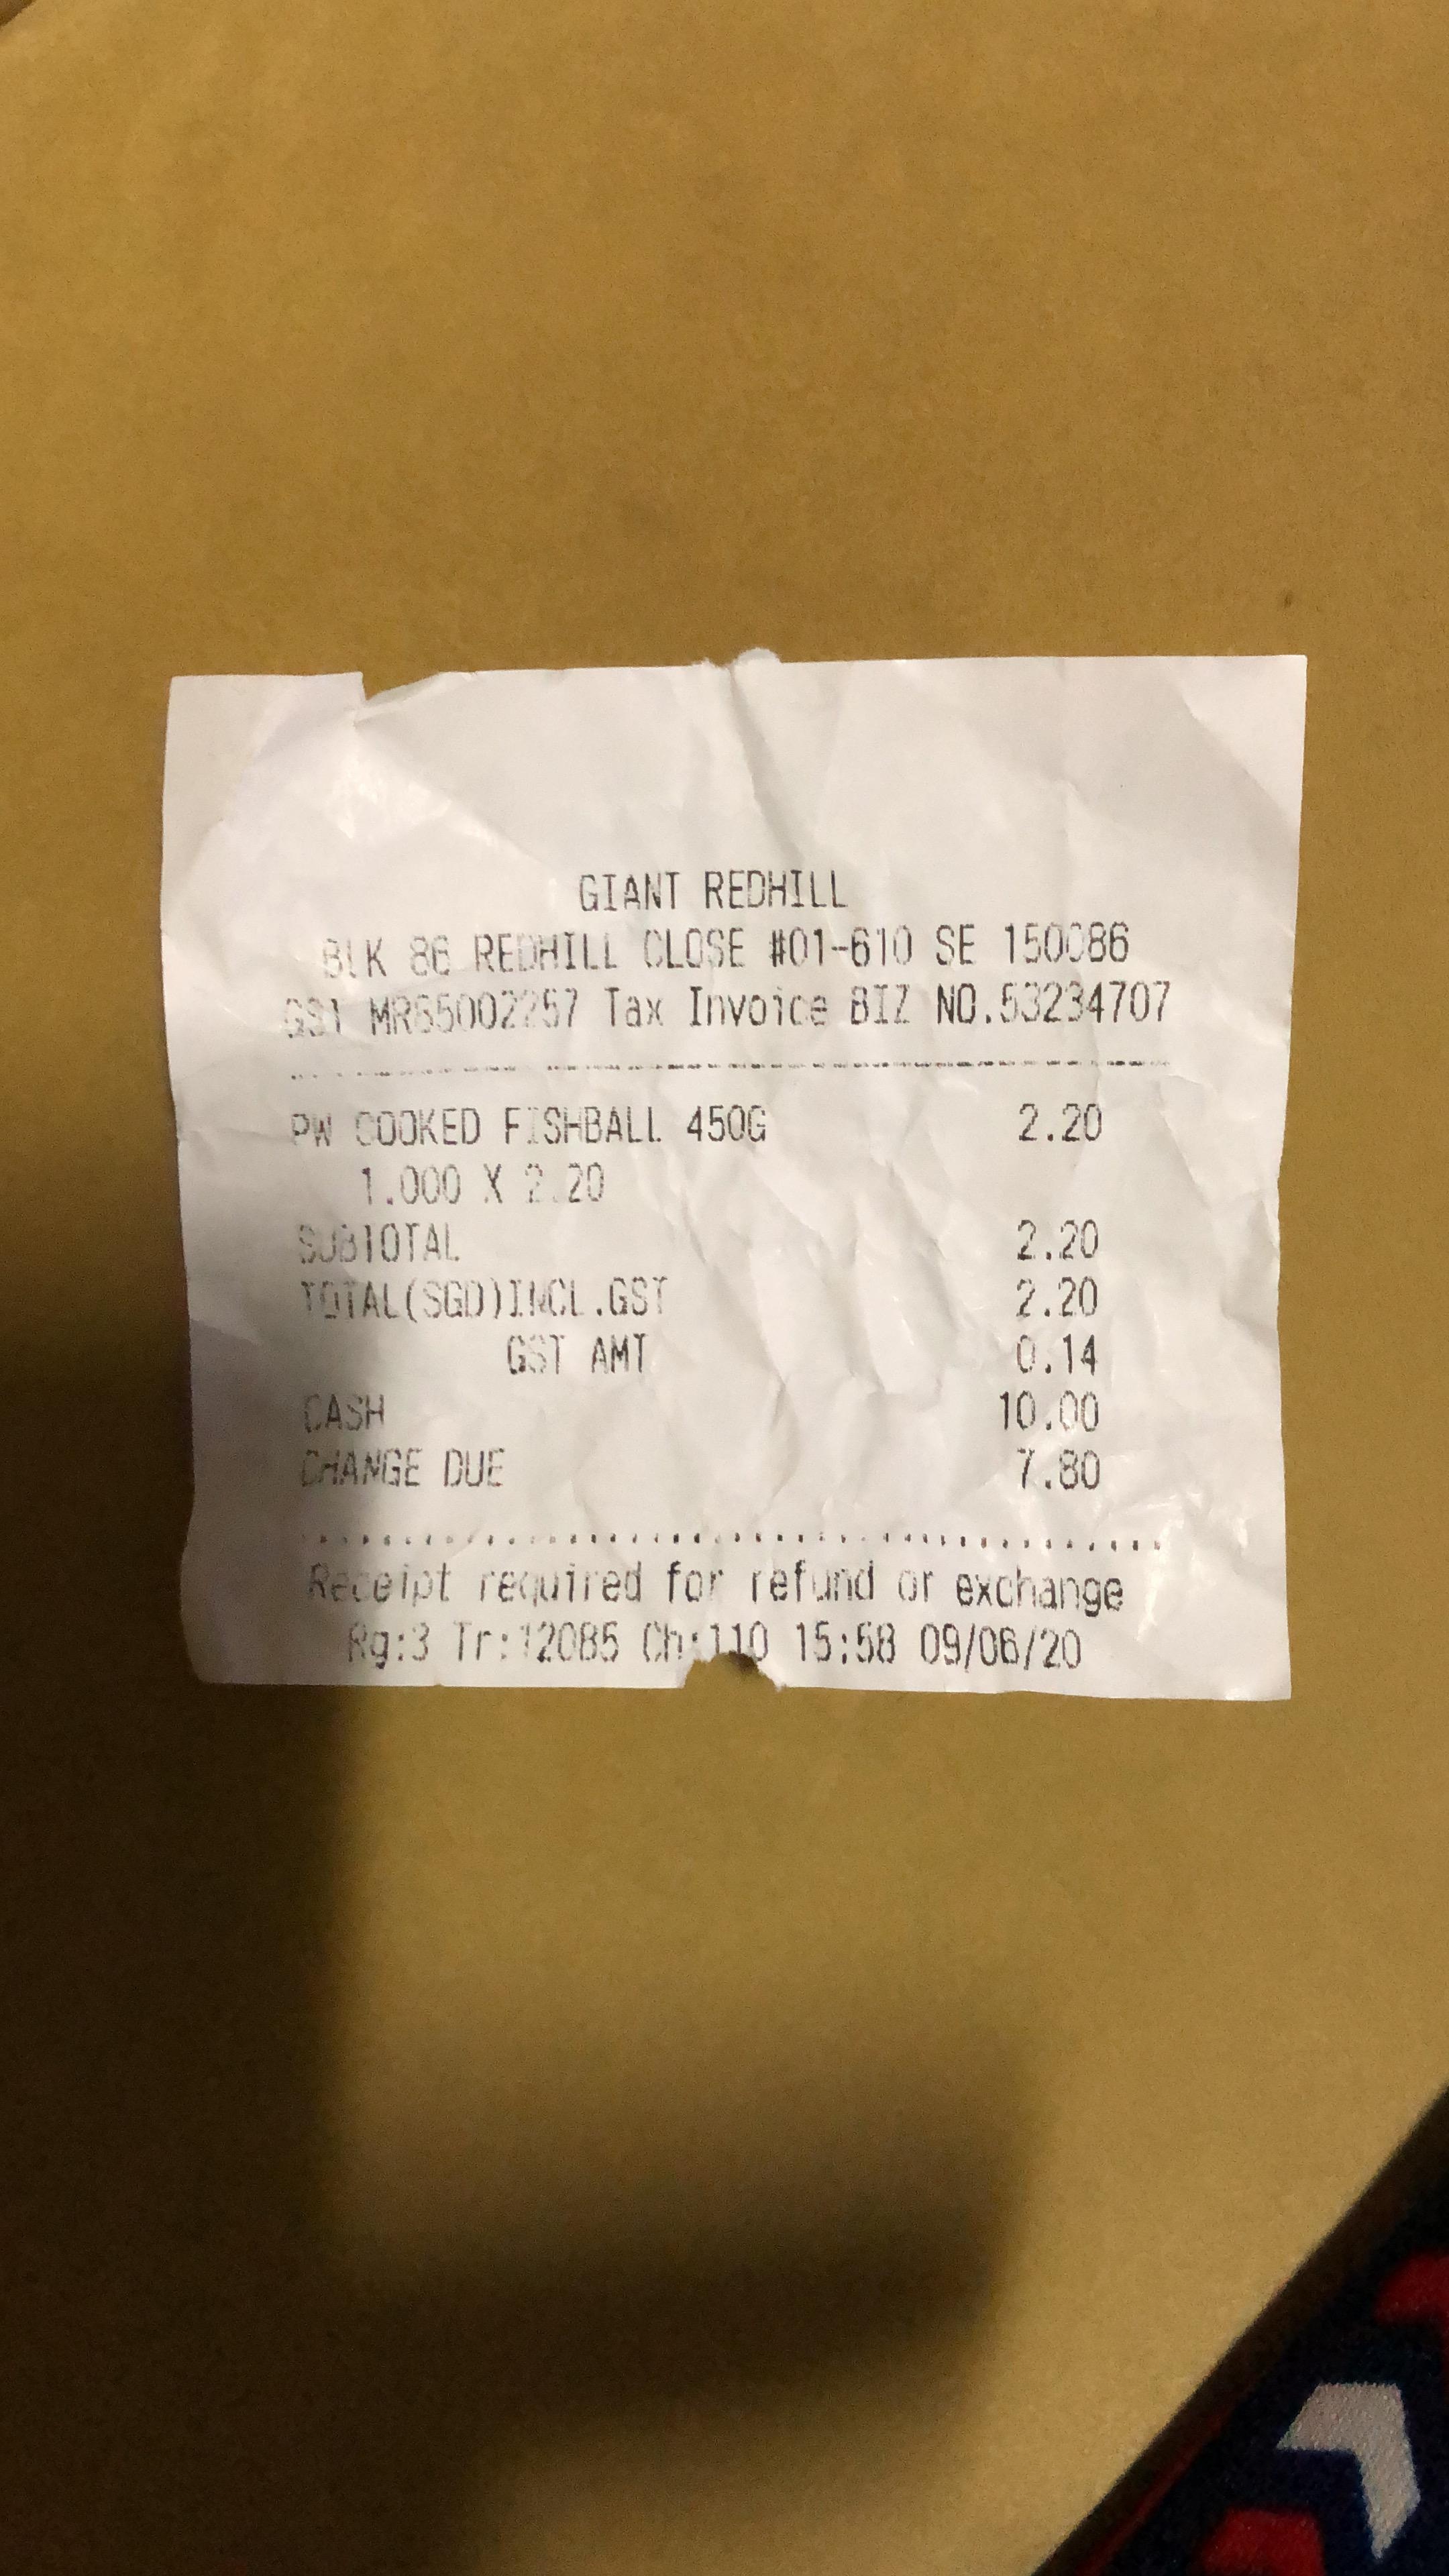 GIANT REDHILL
BLK 86 REDHILL CLOSE #01-610 SE 150086
GST MR65002257 Tax Invoice BIZ NO.53234707
PW COOKED FISHBALL 450G 2.20
1.000 X 2.20
SUBTOTAL 2.20
TOTAL(SGD)INCL.GST 2.20
GST AMT 0.14
CASH 10.00
CHANGE DUE 7.80
Receipt required for refund or exchange
Rg:3 Tr:12085 Ch:110 15:58 09/06/20